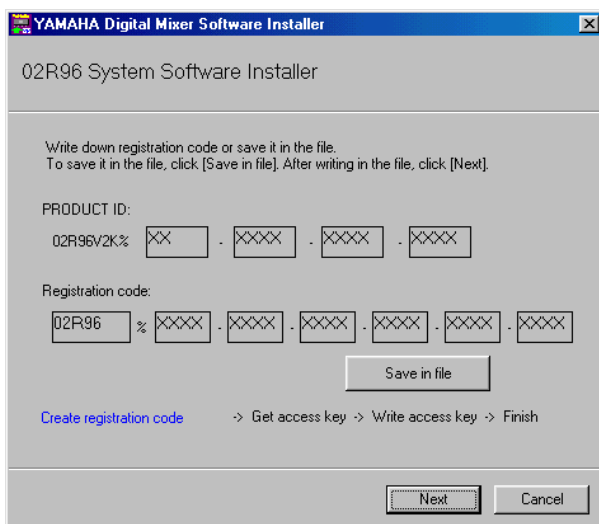 YAMAHA Digital Mixer Software Installer
02R96 System Software Installer
Write down registration code or save it in the file.
To save it in the file, click [Save in file]. After writing in the file, click [Next].
PRODUCT ID:
02R96V2K% XX - XXXX - XXXX - XXXX
Registration code:
02R96 % XXXX - XXXX - XXXX - XXXX - XXXX - XXXX
Save in file
Create registration code -> Get access key -> Write access key -> Finish
Next Cancel